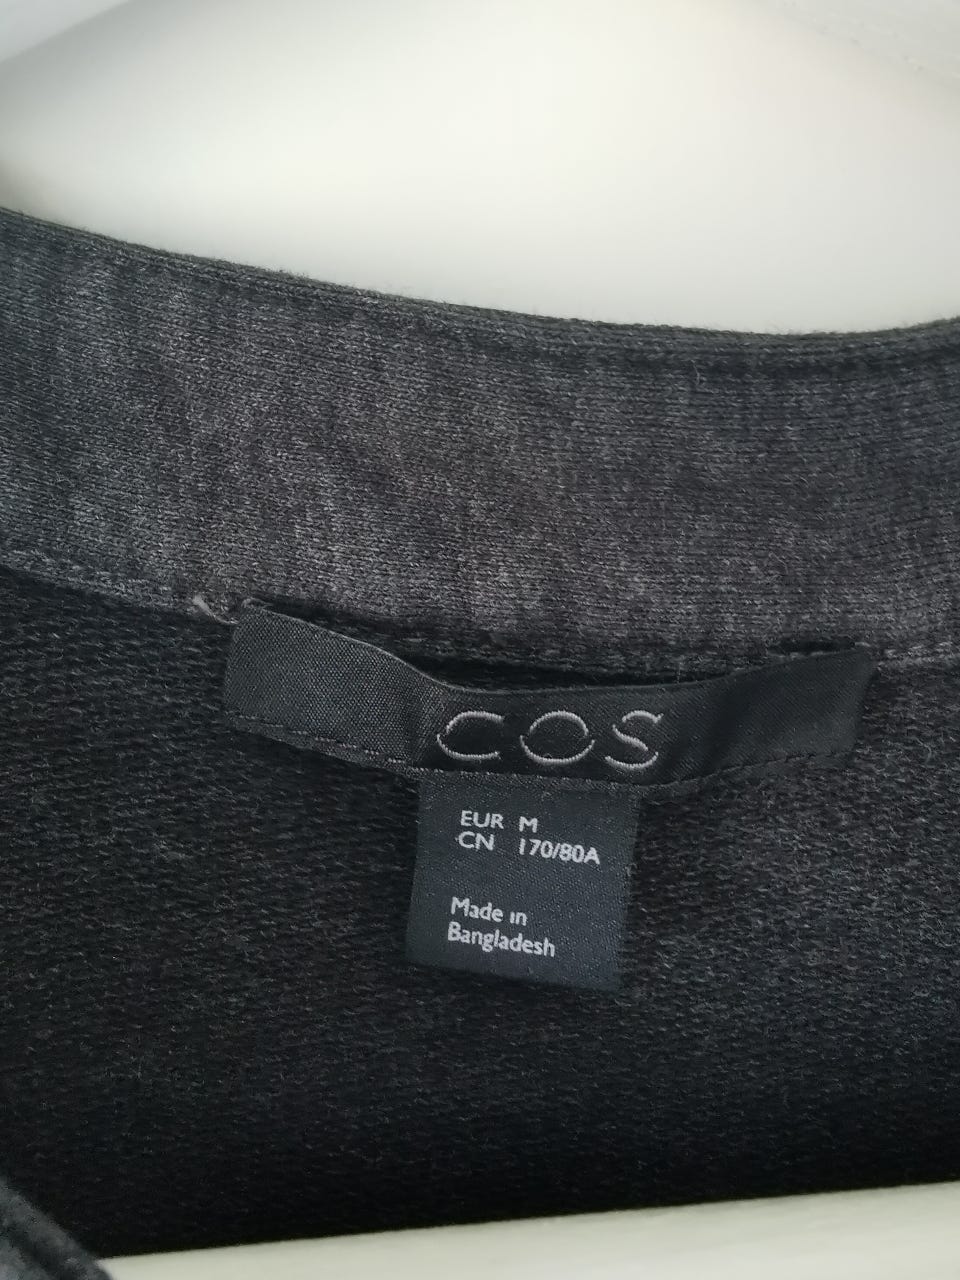 COS
EUR M
CN 170/80A
Made in
Bangladesh